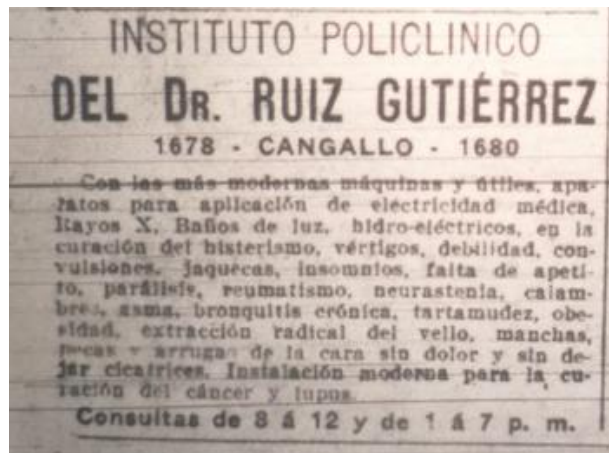 INSTITUTO POLICLINICO
DEL DR. RUIZ GUTIÉRREZ
1678 - CANGALLO - 1680
Con las más modernas máquinas y útiles, apa-
ratos para aplicación de electricidad médica,
Rayos X, Baños de luz, hidro-eléctricos, en la
curación del histerismo, vértigos, debilidad, con-
vulsiones, jaquecas, insomnios, falta de apeti-
to, parálisis, reumatismo, neurastenia, calam-
bres, asma, bronquitis crónica, tartamudez, obe-
sidad, extracción radical del vello, manchas,
pecas y arrugas de la cara sin dolor y sin de-
jar cicatrices. Instalación moderna para la cu-
ración del cáncer y lupus.
Consultas de 8 á 12 y de 1 á 7 p. m.